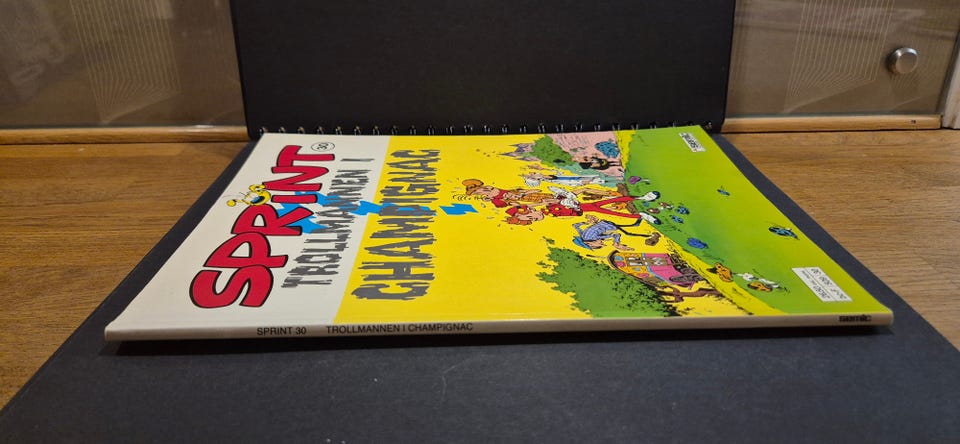 SPRINT
30
TROLLMANNEN I
CHAMPIGNAC
SPRINT 30 TROLLMANNEN I CHAMPIGNAC
semic